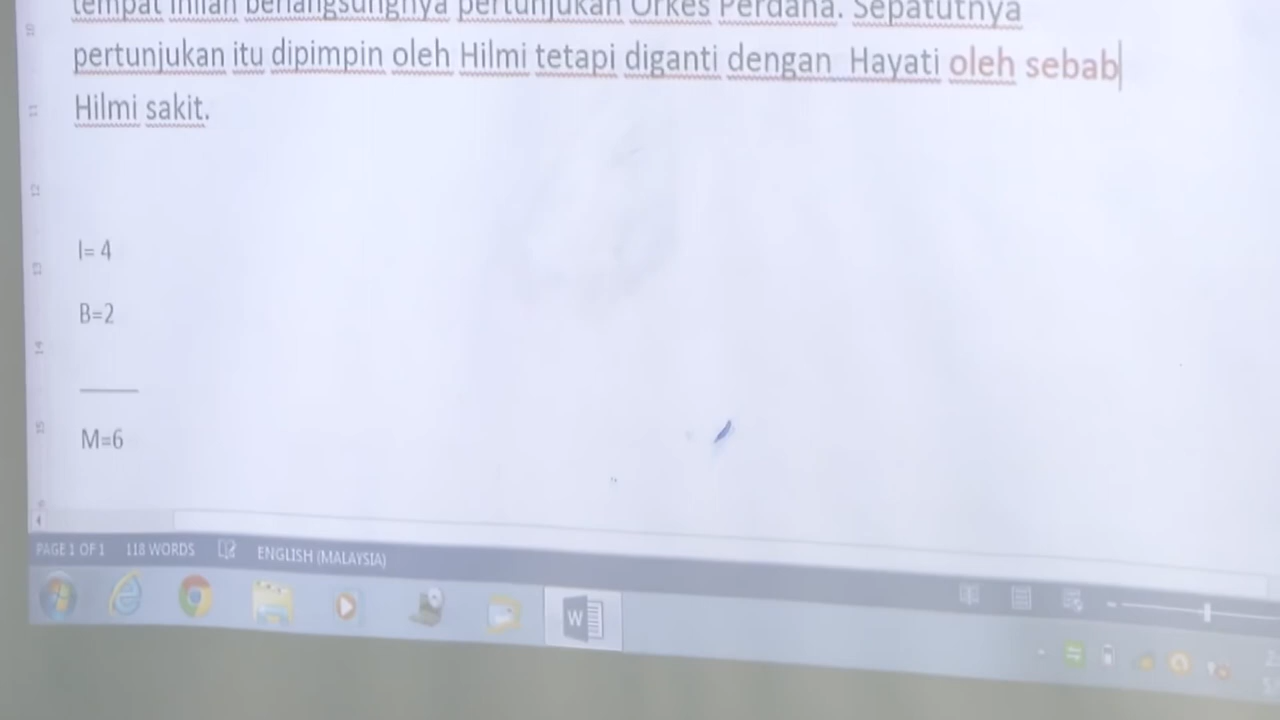 tempat inilah berlangsungnya pertunjukan Orkes Perdana. Sepatutnya
pertunjukan itu dipimpin oleh Hilmi tetapi diganti dengan Hayati oleh sebab
Hilmi sakit.
I= 4
B=2
M=6
PAGE 1 OF 1 118 WORDS ENGLISH (MALAYSIA)